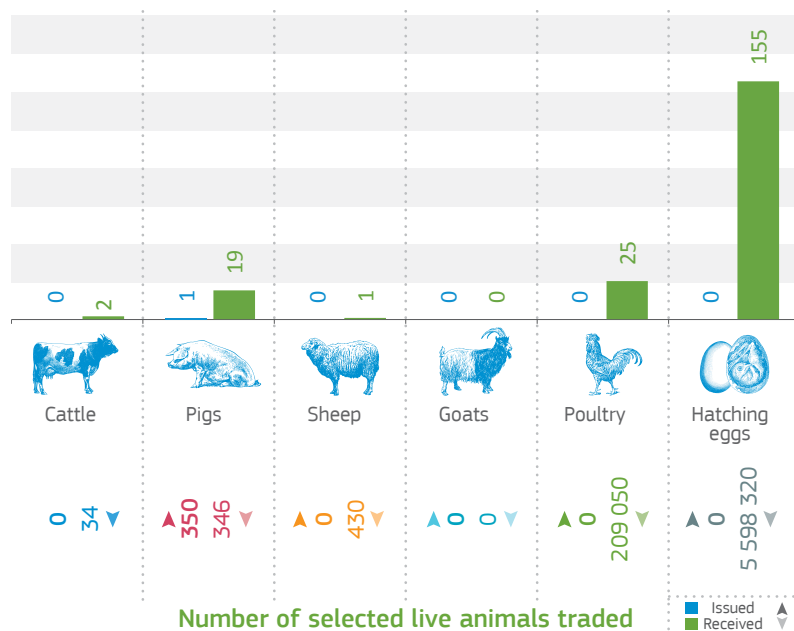 0 2 1 19 0 1 0 0 0 25 0 155
Cattle Pigs Sheep Goats Poultry Hatching
eggs
0 34 350 346 0 430 0 0 0 209 050 0 5 598 320
Number of selected live animals traded
Issued
Received